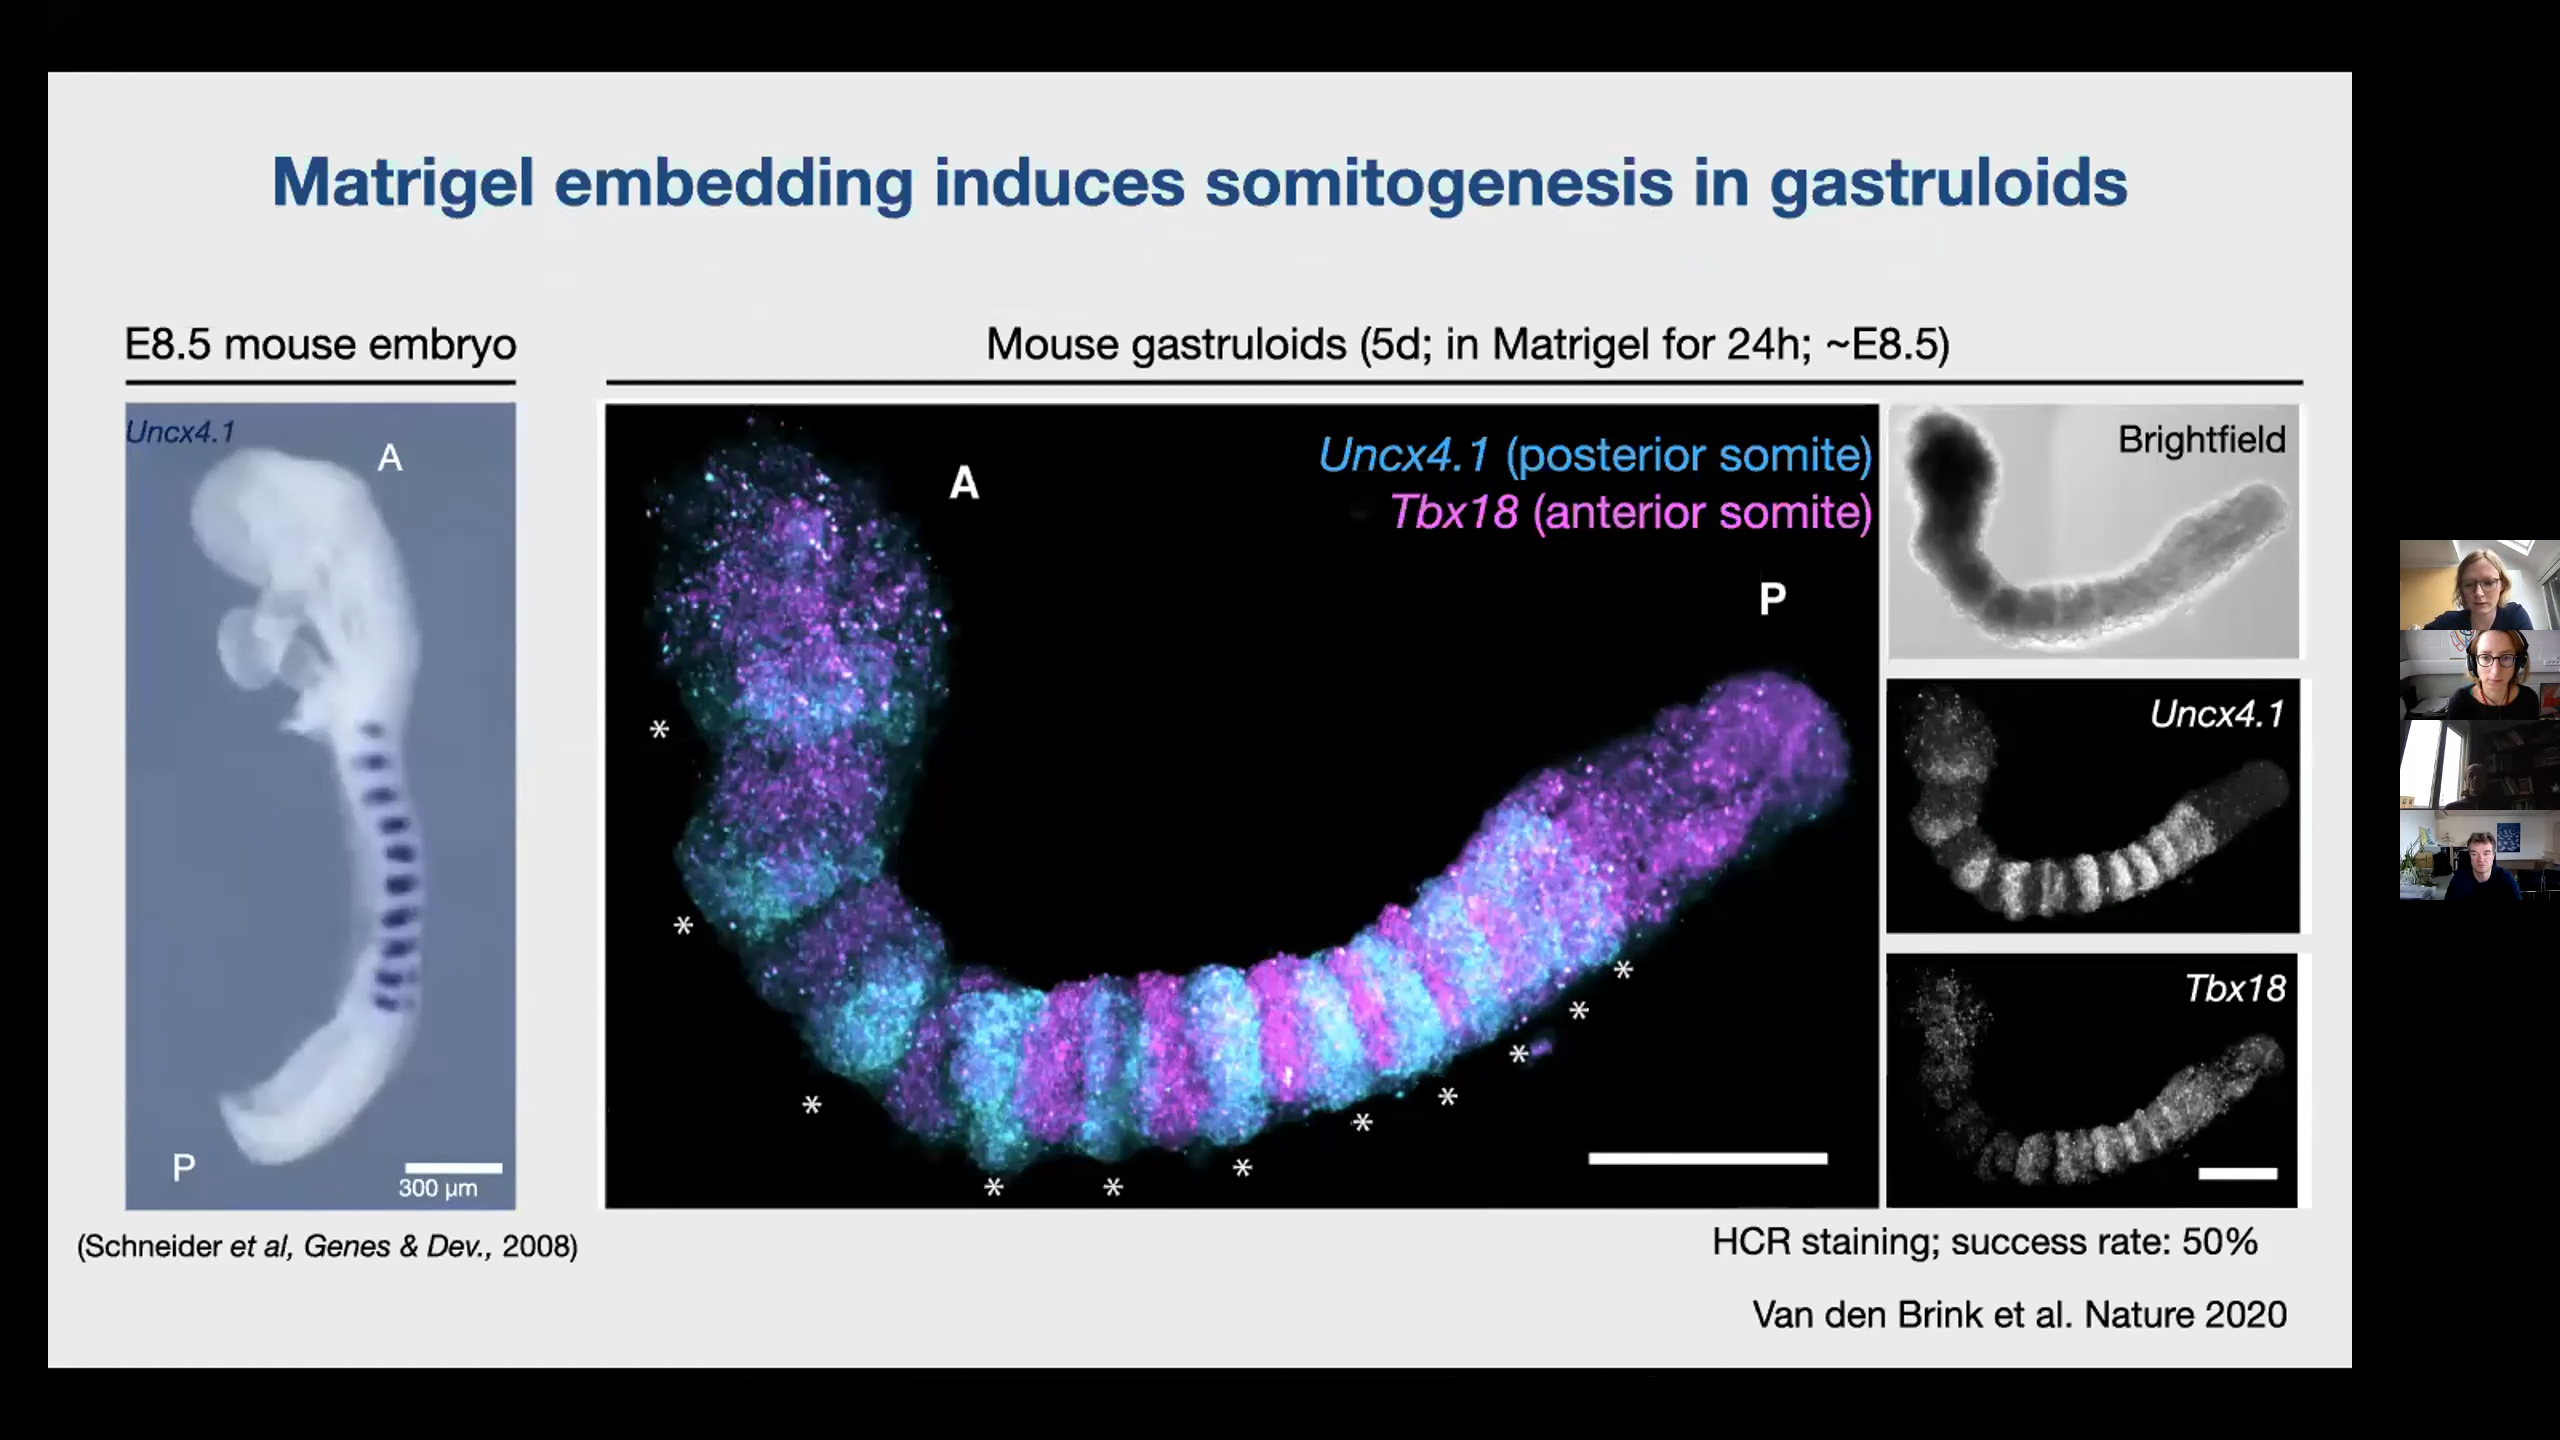 Matrigel embedding induces somitogenesis in gastruloids
E8.5 mouse embryo
Uncx4.1
A
P
300 µm
(Schneider et al, Genes & Dev., 2008)
Mouse gastruloids (5d; in Matrigel for 24h; ~E8.5)
A
Uncx4.1 (posterior somite)
Tbx18 (anterior somite)
P
*
*
*
*
*
*
*
*
*
*
*
Brightfield
Uncx4.1
Tbx18
HCR staining; success rate: 50%
Van den Brink et al. Nature 2020